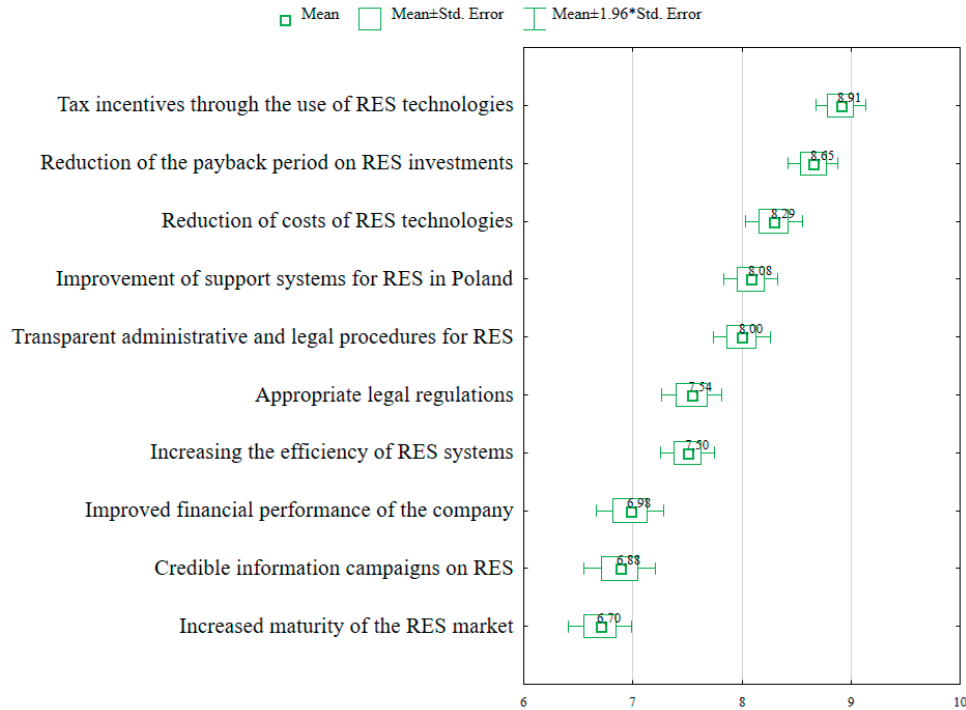 Mean Mean±Std. Error Mean±1.96*Std. Error
Tax incentives through the use of RES technologies 8.91
Reduction of the payback period on RES investments 8.65
Reduction of costs of RES technologies 8.29
Improvement of support systems for RES in Poland 8.08
Transparent administrative and legal procedures for RES 8.00
Appropriate legal regulations 7.54
Increasing the efficiency of RES systems 7.50
Improved financial performance of the company 6.98
Credible information campaigns on RES 6.88
Increased maturity of the RES market 6.70
6 7 8 9 10